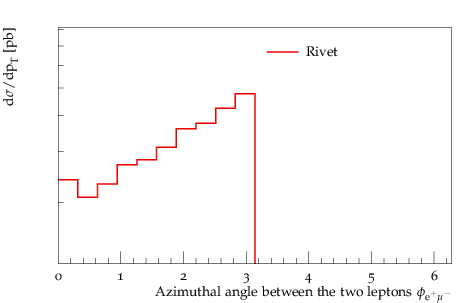 dσ/dp_T [pb]
Rivet
0 1 2 3 4 5 6
Azimuthal angle between the two leptons ϕ_{e⁺μ⁻}